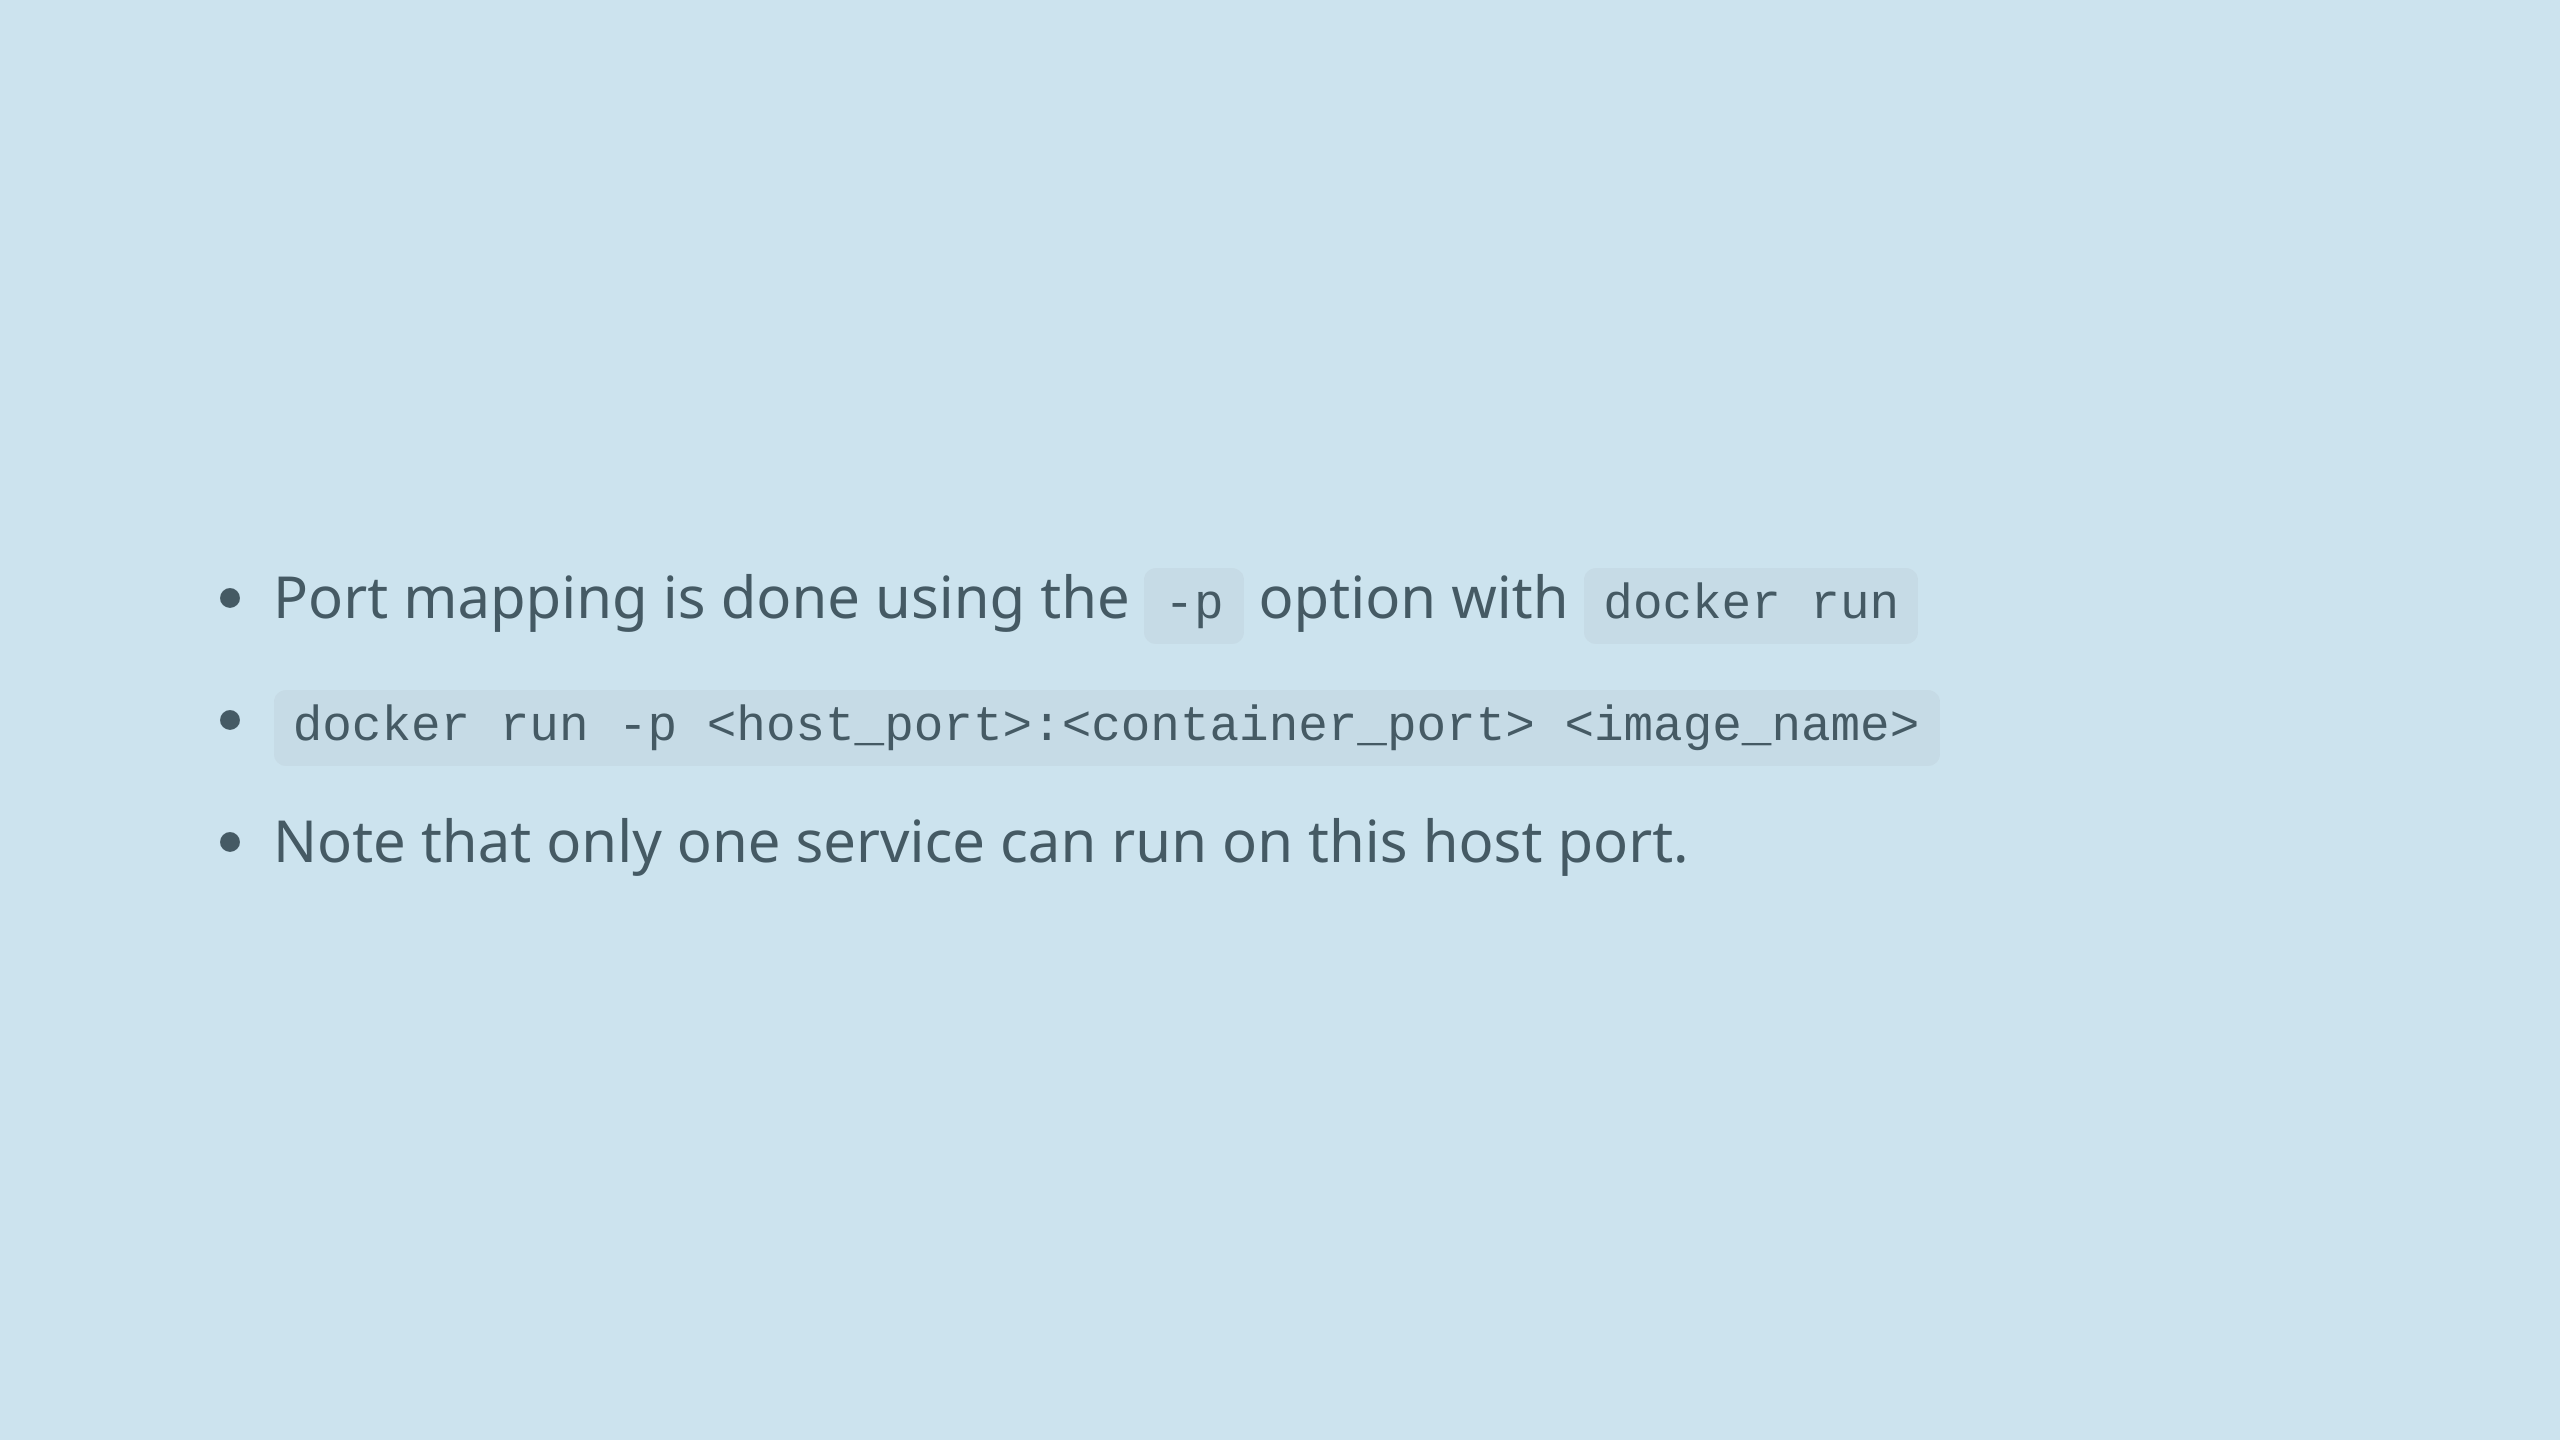 Port mapping is done using the -p option with docker run
docker run -p <host_port>:<container_port> <image_name>
Note that only one service can run on this host port.